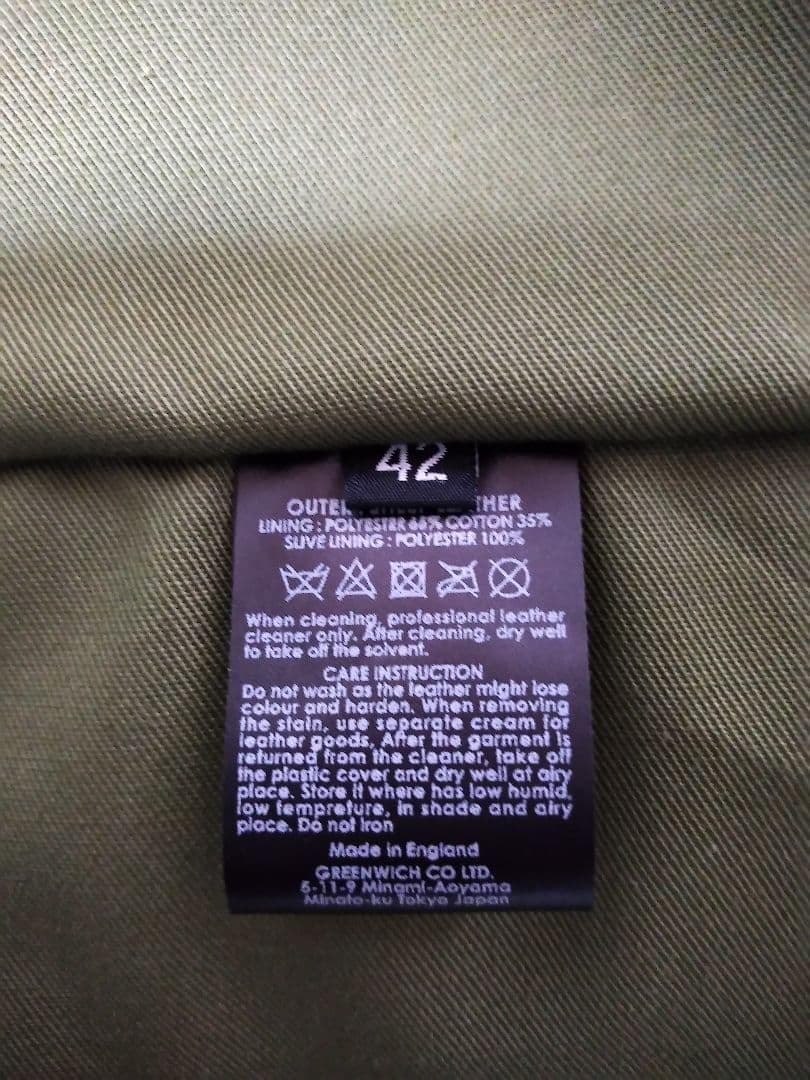 42
OUTER
LINING : POLYESTER 65% COTTON 35%
SLIVE LINING : POLYESTER 100%
When cleaning, professional leather
cleaner only. After cleaning, dry well
to take off the solvent.
CARE INSTRUCTION
Do not wash as the leather might lose
colour and harden. When removing
the stain, use separate cream for
leather goods, After the garment is
returned from the cleaner, take off
the plastic cover and dry well at airy
place. Store it where has low humid,
low tempreture, in shade and airy
place. Do not iron
Made in England
GREENWICH CO LTD.
5-11-9 Minami-Aoyama
Minato-ku Tokyo Japan